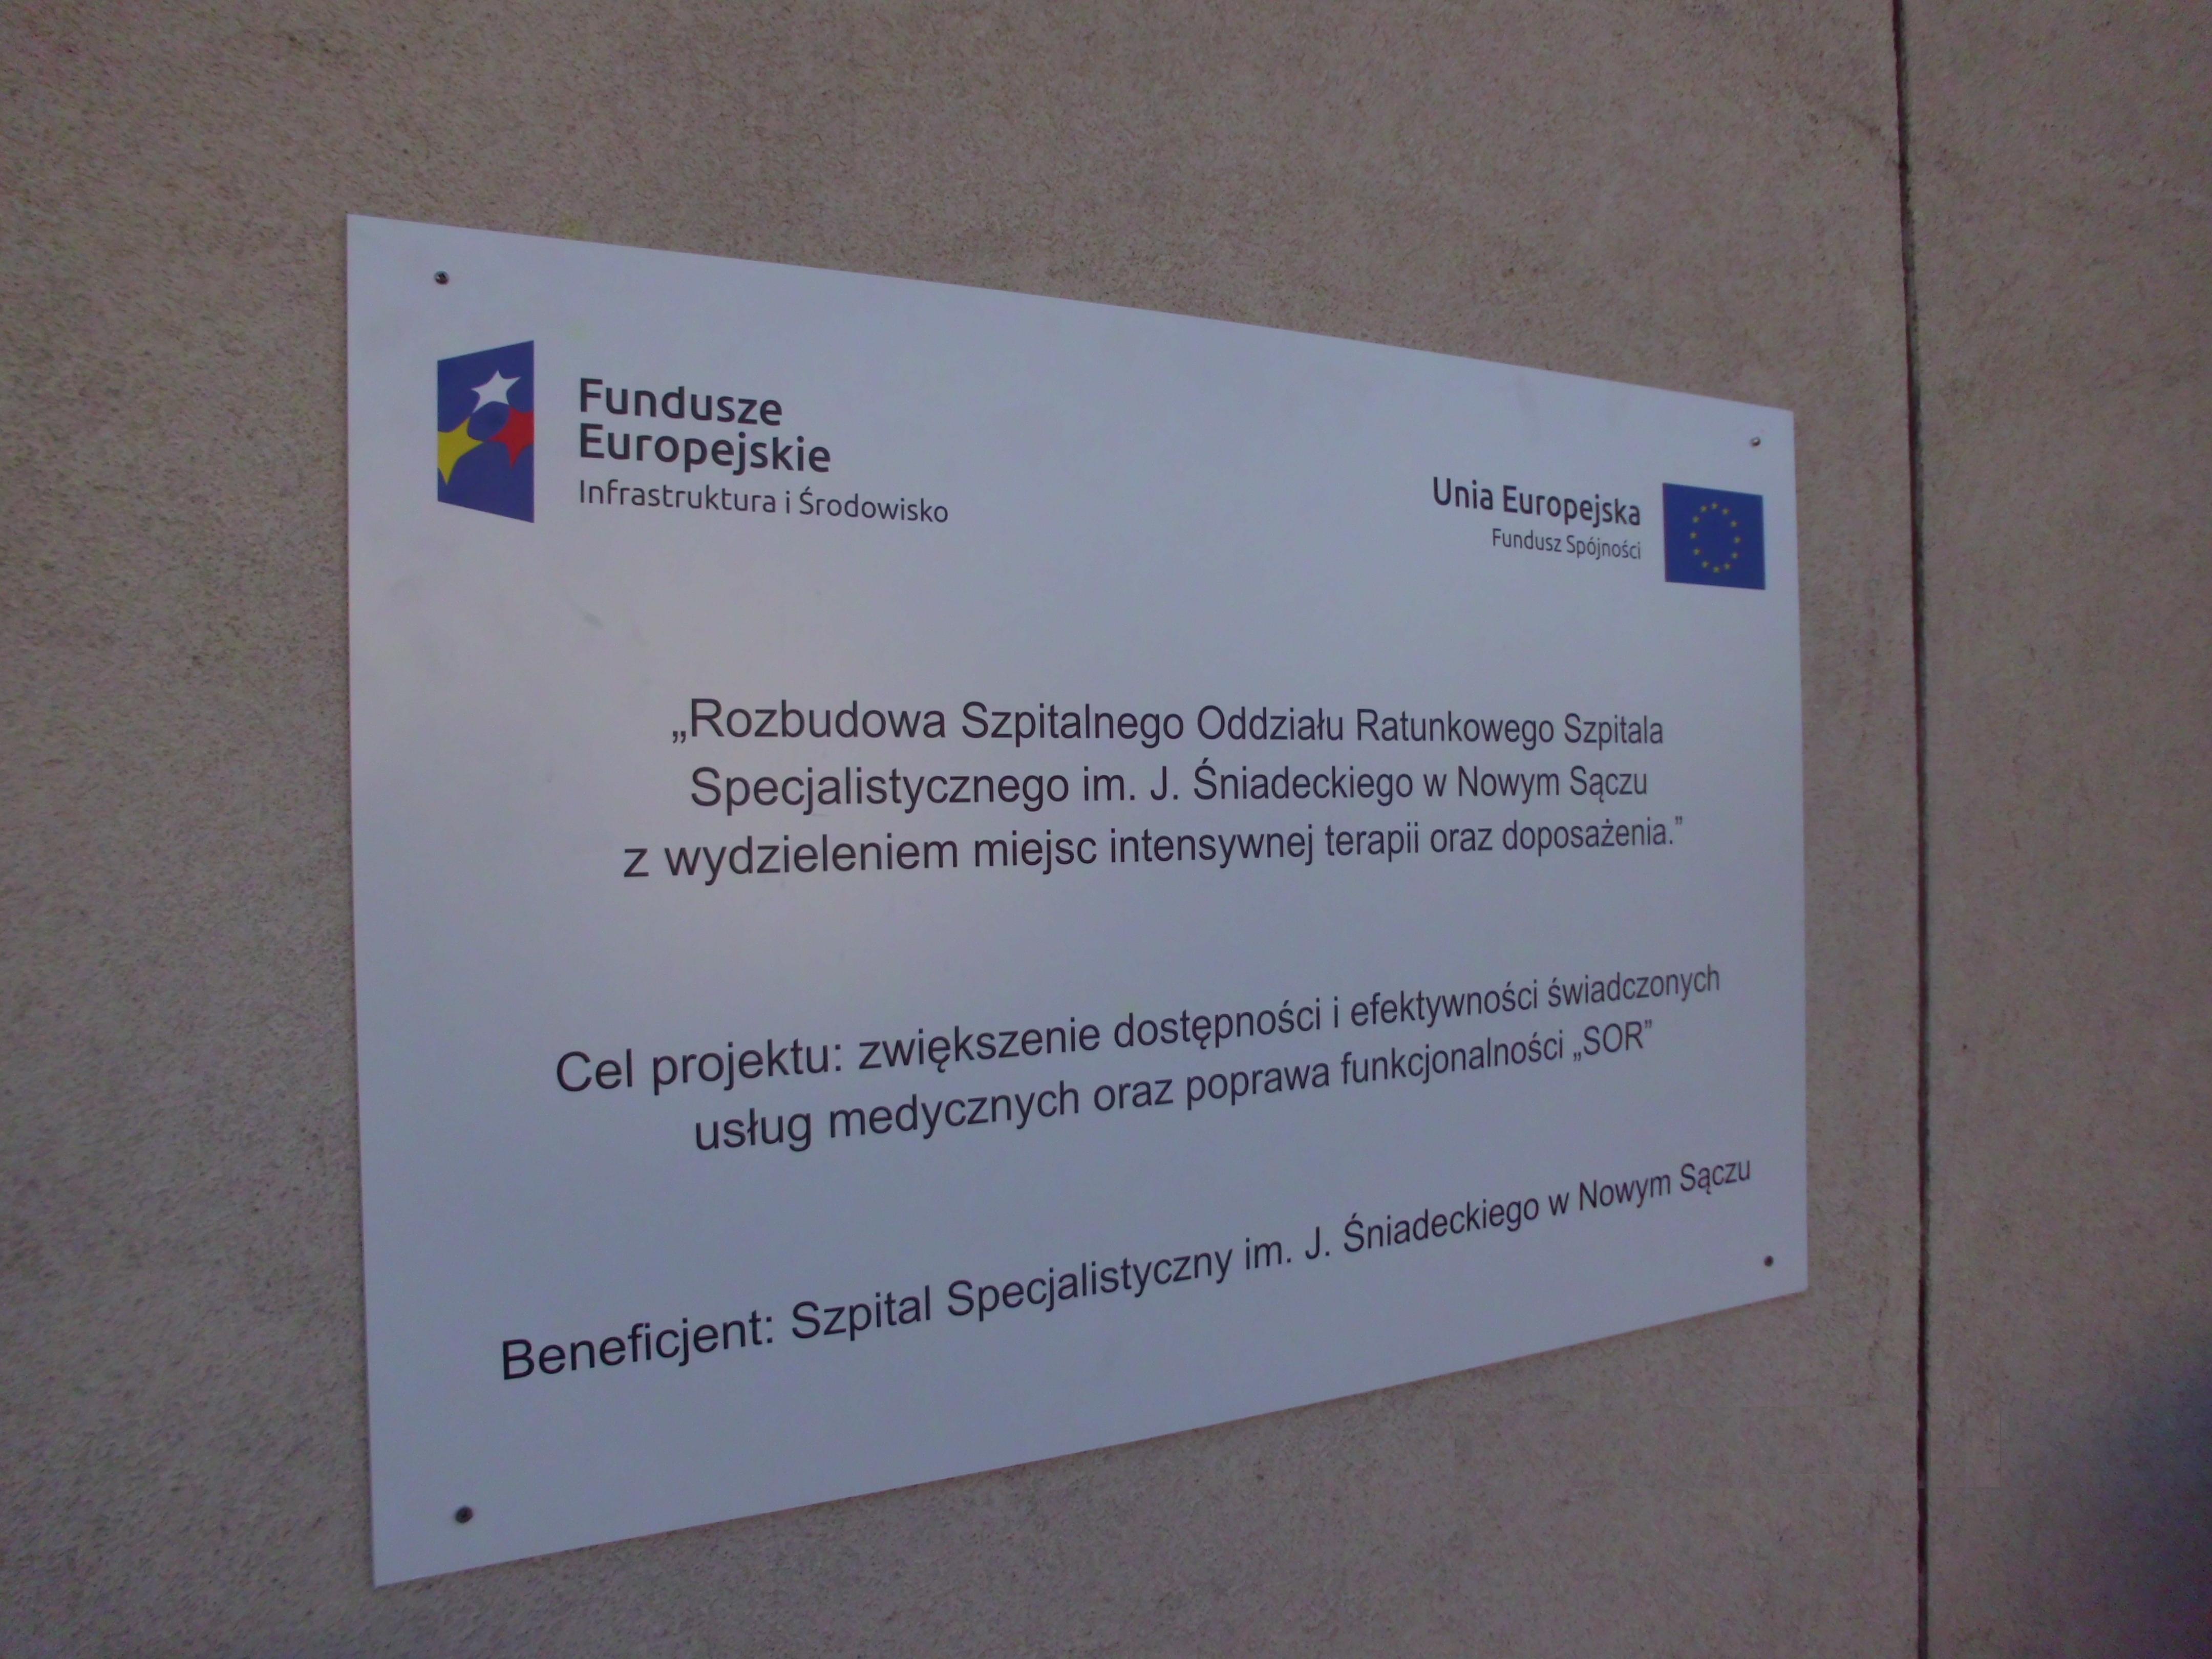 Fundusze
Europejskie
Infrastruktura i Środowisko
Unia Europejska
Fundusz Spójności
„Rozbudowa Szpitalnego Oddziału Ratunkowego Szpitala
Specjalistycznego im. J. Śniadeckiego w Nowym Sączu
z wydzieleniem miejsc intensywnej terapii oraz doposażenia.”
Cel projektu: zwiększenie dostępności i efektywności świadczonych
usług medycznych oraz poprawa funkcjonalności „SOR”
Beneficjent: Szpital Specjalistyczny im. J. Śniadeckiego w Nowym Sączu